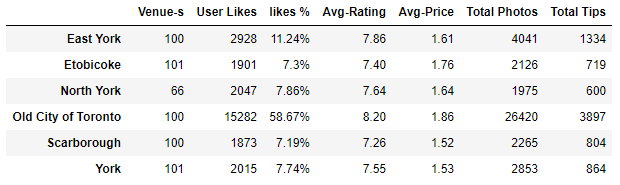 Venue-s User Likes likes % Avg-Rating Avg-Price Total Photos Total Tips
East York 100 2928 11.24% 7.86 1.61 4041 1334
Etobicoke 101 1901 7.3% 7.40 1.76 2126 719
North York 66 2047 7.86% 7.64 1.64 1975 600
Old City of Toronto 100 15282 58.67% 8.20 1.86 26420 3897
Scarborough 100 1873 7.19% 7.26 1.52 2265 804
York 101 2015 7.74% 7.55 1.53 2853 864